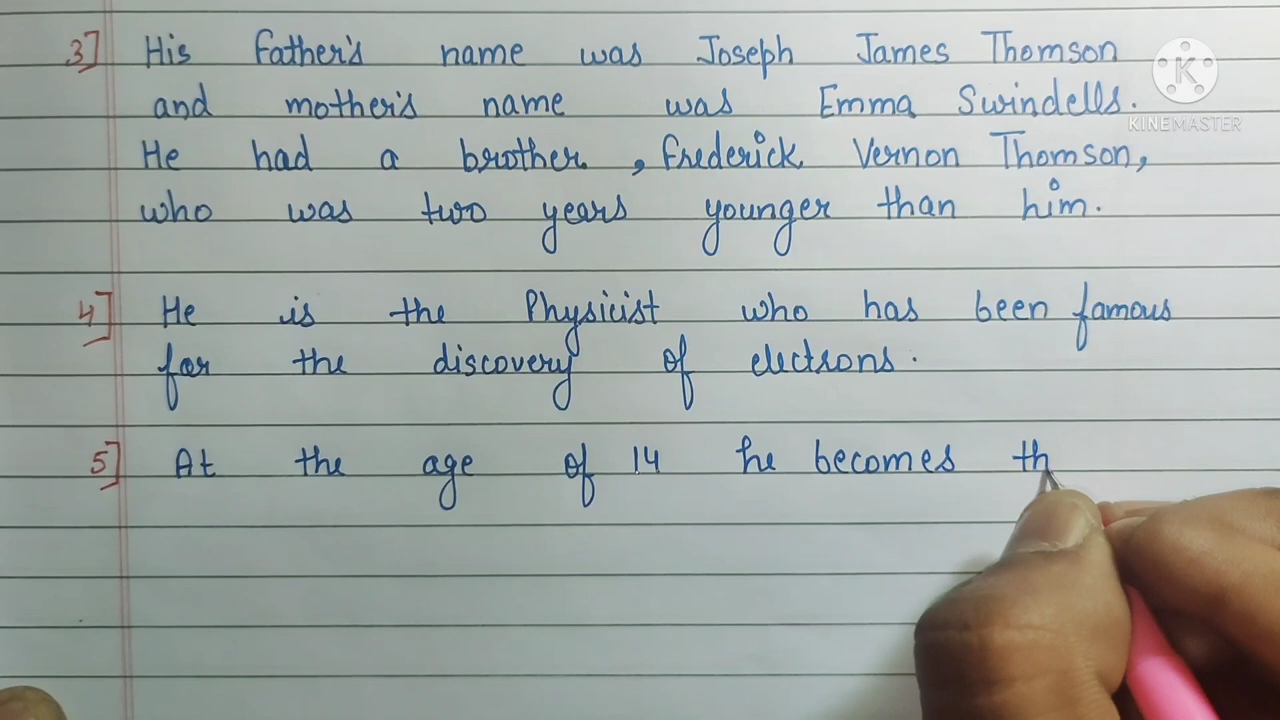 3] His Father's name was Joseph James Thomson
and mother's name was Emma Swindells.
He had a brother, Frederick Vernon Thomson,
who was two years younger than him.
4] He is the Physicist who has been famous
for the discovery of electrons.
5] At the age of 14 he becomes th
K
KINEMASTER